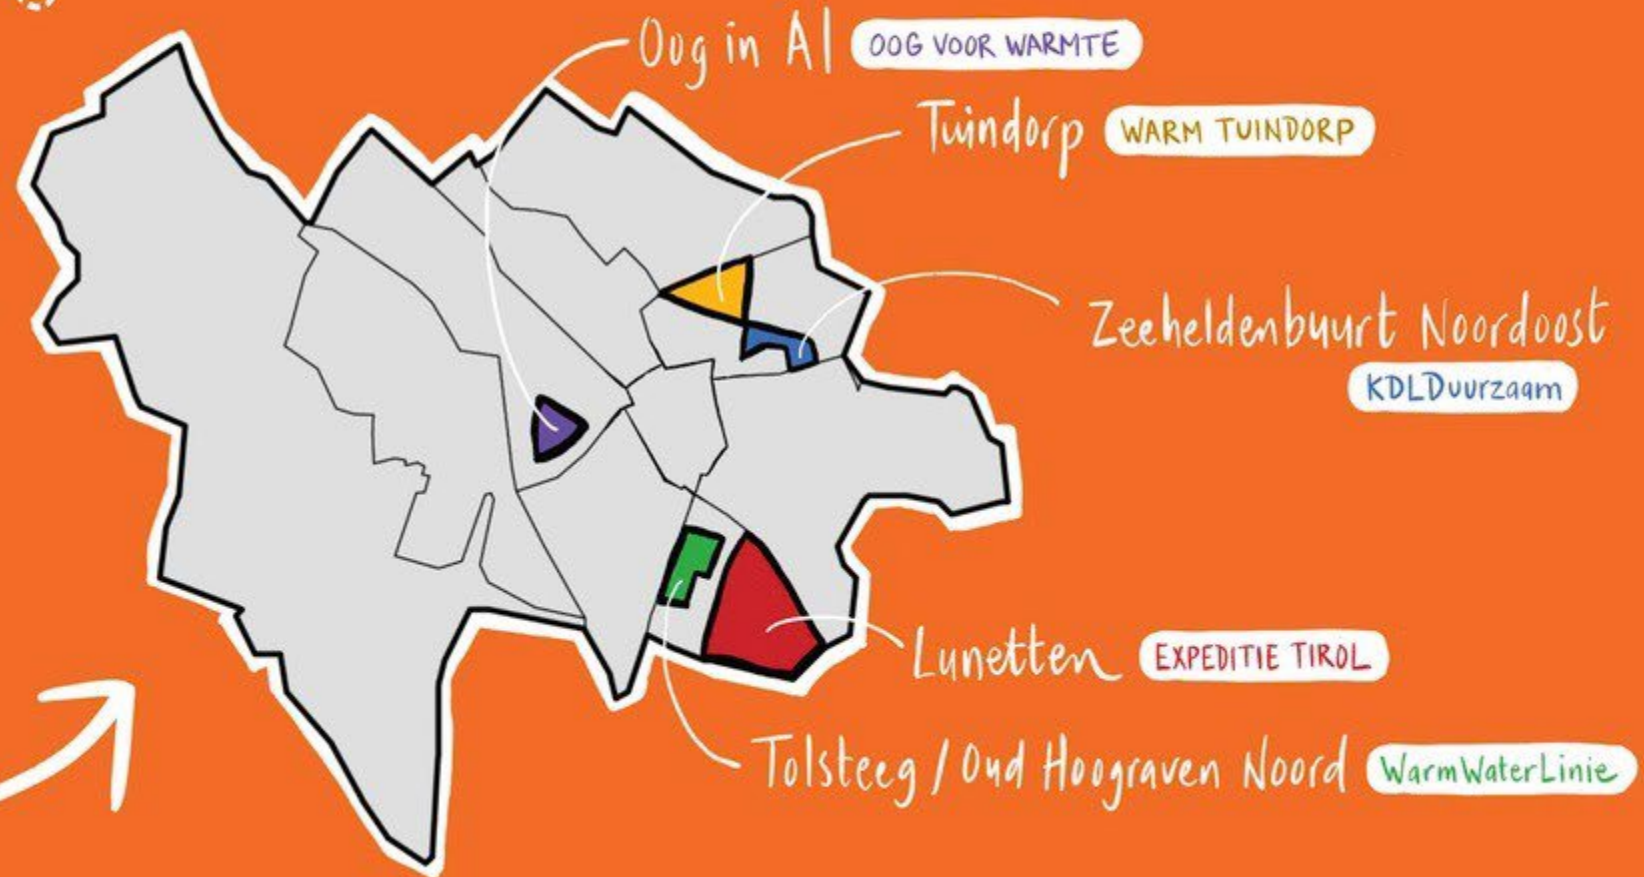 Oog in Al OOG VOOR WARMTE
Tuindorp WARM TUINDORP
Zeeheldenbuurt Noordoost
KDLDuurzaam
Lunetten EXPEDITIE TIROL
Tolsteeg / Oud Hoograven Noord WarmWaterLinie